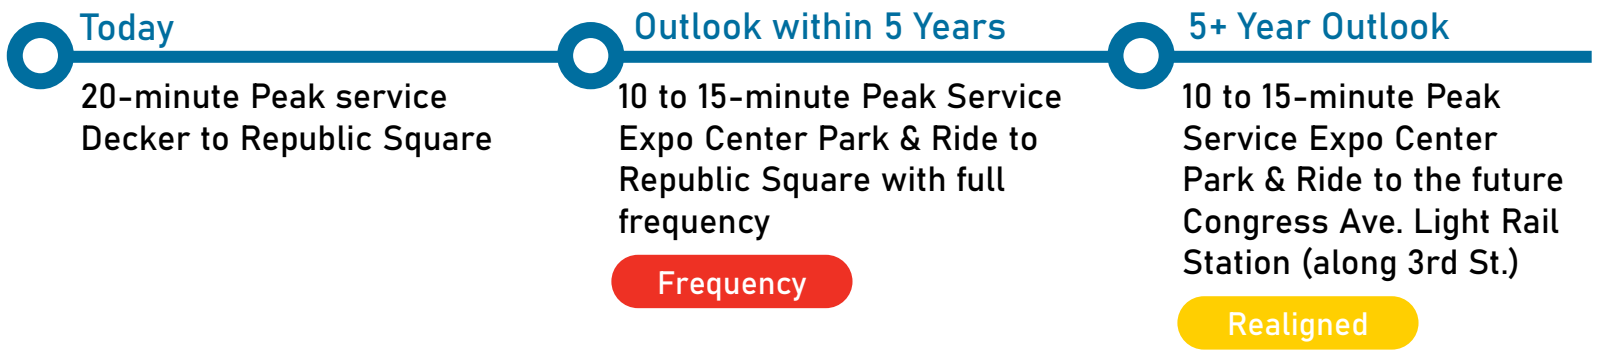 Today
20-minute Peak service
Decker to Republic Square
Outlook within 5 Years
10 to 15-minute Peak Service
Expo Center Park & Ride to
Republic Square with full
frequency
Frequency
5+ Year Outlook
10 to 15-minute Peak
Service Expo Center
Park & Ride to the future
Congress Ave. Light Rail
Station (along 3rd St.)
Realigned